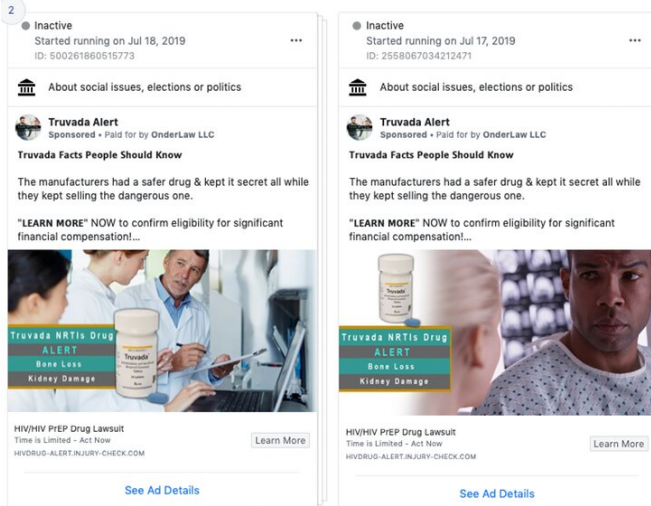 2
Inactive
Started running on Jul 18, 2019
ID: 500261860515773
About social issues, elections or politics
Truvada Alert
Sponsored • Paid for by OnderLaw LLC
Truvada Facts People Should Know
The manufacturers had a safer drug & kept it secret all while
they kept selling the dangerous one.
"LEARN MORE" NOW to confirm eligibility for significant
financial compensation!...
Truvada NRTIs Drug
ALERT
Bone Loss
Kidney Damage
Truvada
HIV/HIV PrEP Drug Lawsuit
Time is Limited - Act Now
HIVDRUG-ALERT.INJURY-CHECK.COM
Learn More
See Ad Details
Inactive
Started running on Jul 17, 2019
ID: 2558067034212471
About social issues, elections or politics
Truvada Alert
Sponsored • Paid for by OnderLaw LLC
Truvada Facts People Should Know
The manufacturers had a safer drug & kept it secret all while
they kept selling the dangerous one.
"LEARN MORE" NOW to confirm eligibility for significant
financial compensation!...
Truvada
Truvada NRTIs Drug
ALERT
Bone Loss
Kidney Damage
HIV/HIV PrEP Drug Lawsuit
Time is Limited - Act Now
HIVDRUG-ALERT.INJURY-CHECK.COM
Learn More
See Ad Details